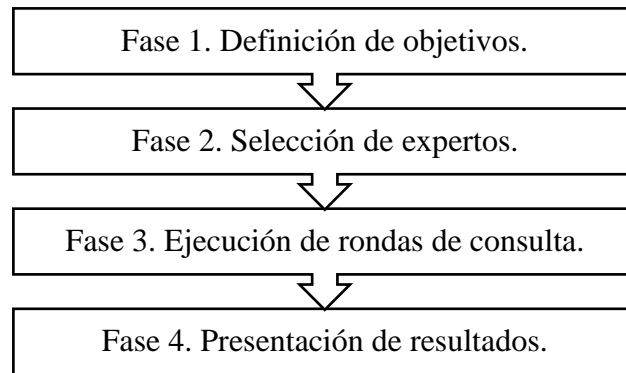 Fase 1. Definición de objetivos.
Fase 2. Selección de expertos.
Fase 3. Ejecución de rondas de consulta.
Fase 4. Presentación de resultados.